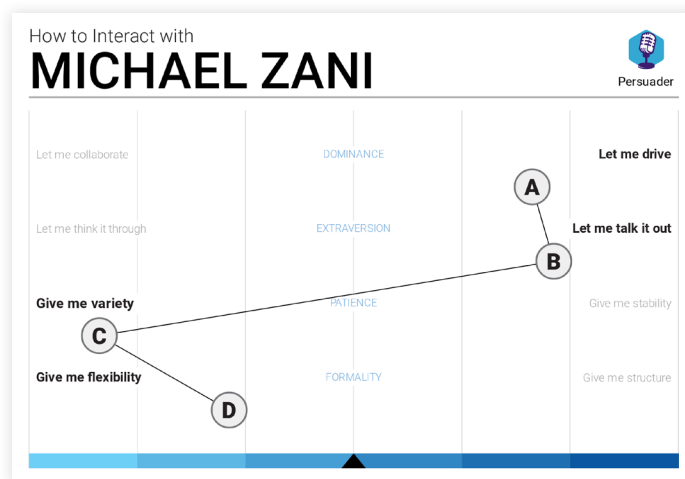 How to Interact with
MICHAEL ZANI
Persuader
Let me collaborate DOMINANCE Let me drive
A
Let me think it through EXTRAVERSION Let me talk it out
B
Give me variety PATIENCE Give me stability
C
Give me flexibility FORMALITY Give me structure
D